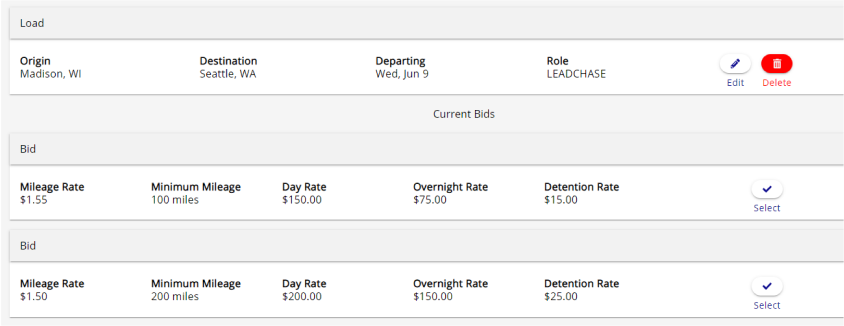 Load
Origin Destination Departing Role
Madison, WI Seattle, WA Wed, Jun 9 LEADCHASE
Edit Delete
Current Bids
Bid
Mileage Rate Minimum Mileage Day Rate Overnight Rate Detention Rate
$1.55 100 miles $150.00 $75.00 $15.00
Select
Bid
Mileage Rate Minimum Mileage Day Rate Overnight Rate Detention Rate
$1.50 200 miles $200.00 $150.00 $25.00
Select